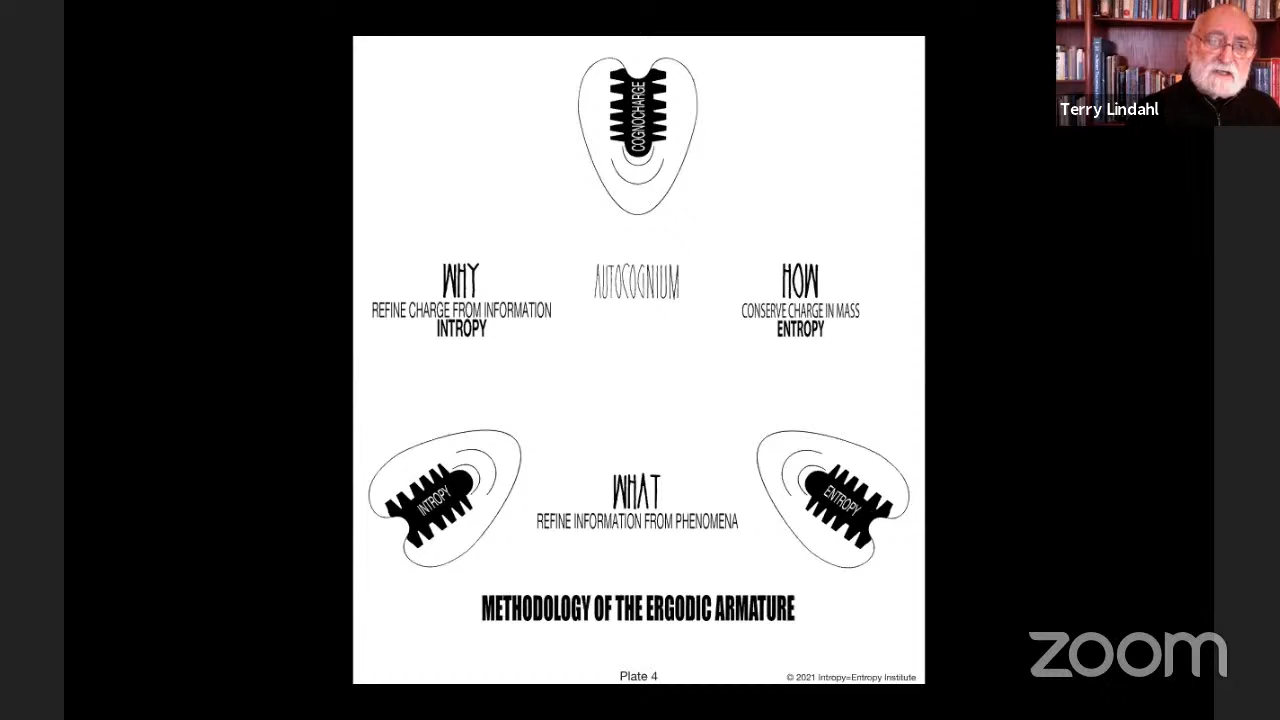 Terry Lindahl
COGNOCHARGE
WHY
REFINE CHARGE FROM INFORMATION
INTROPY
AUTOCOGNIUM
HOW
CONSERVE CHARGE IN MASS
ENTROPY
INTROPY
WHAT
REFINE INFORMATION FROM PHENOMENA
ENTROPY
METHODOLOGY OF THE ERGODIC ARMATURE
Plate 4
© 2021 Intropy=Entropy Institute
zoom